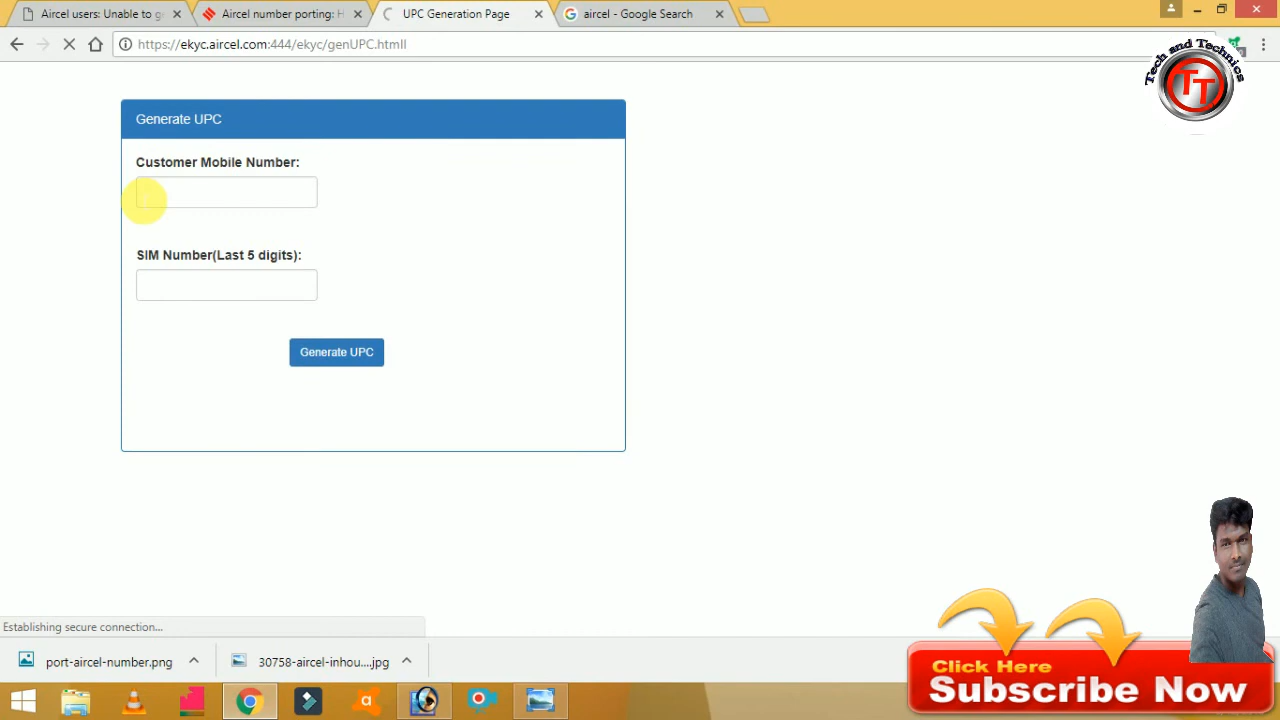 Aircel users: Unable to g
Aircel number porting: H
UPC Generation Page
aircel - Google Search
https://ekyc.aircel.com:444/ekyc/genUPC.htmll
Tech and Technics
TT
Generate UPC
Customer Mobile Number:
SIM Number(Last 5 digits):
Generate UPC
Establishing secure connection...
port-aircel-number.png
30758-aircel-inhou....jpg
Click Here
Subscribe Now